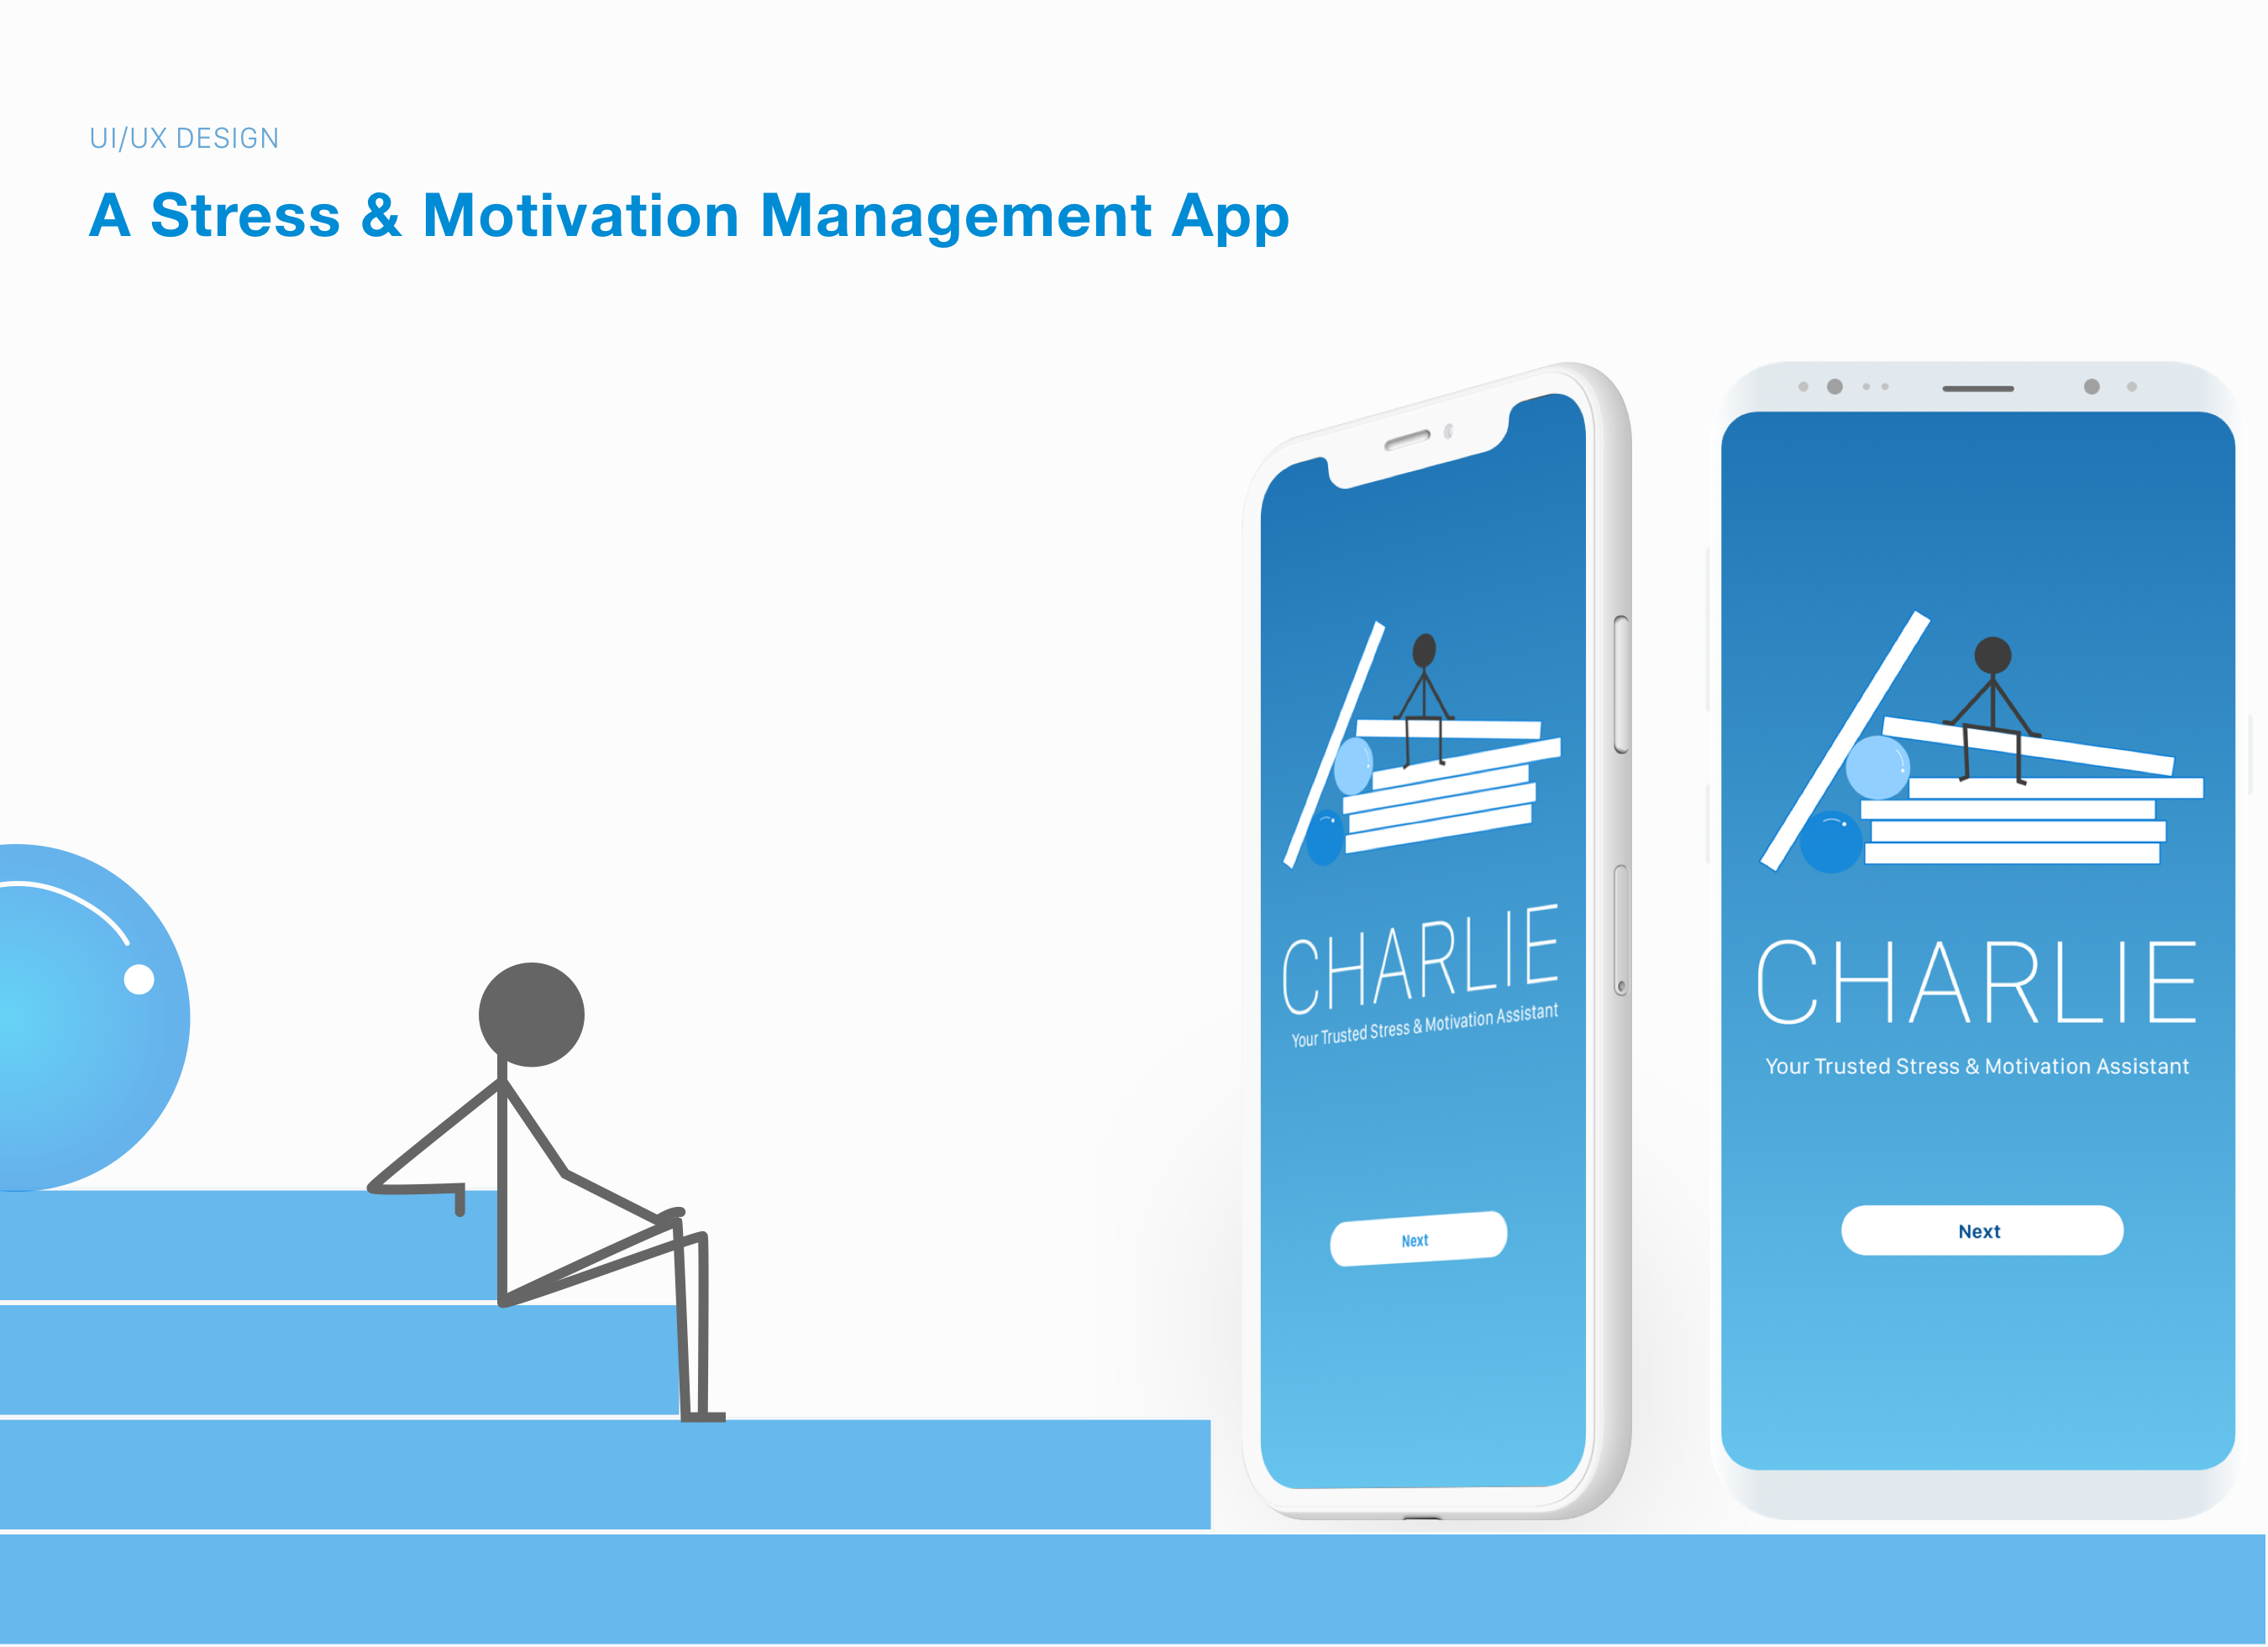 UI/UX DESIGN
A Stress & Motivation Management App
CHARLIE
Your Trusted Stress & Motivation Assistant
Next
CHARLIE
Your Trusted Stress & Motivation Assistant
Next